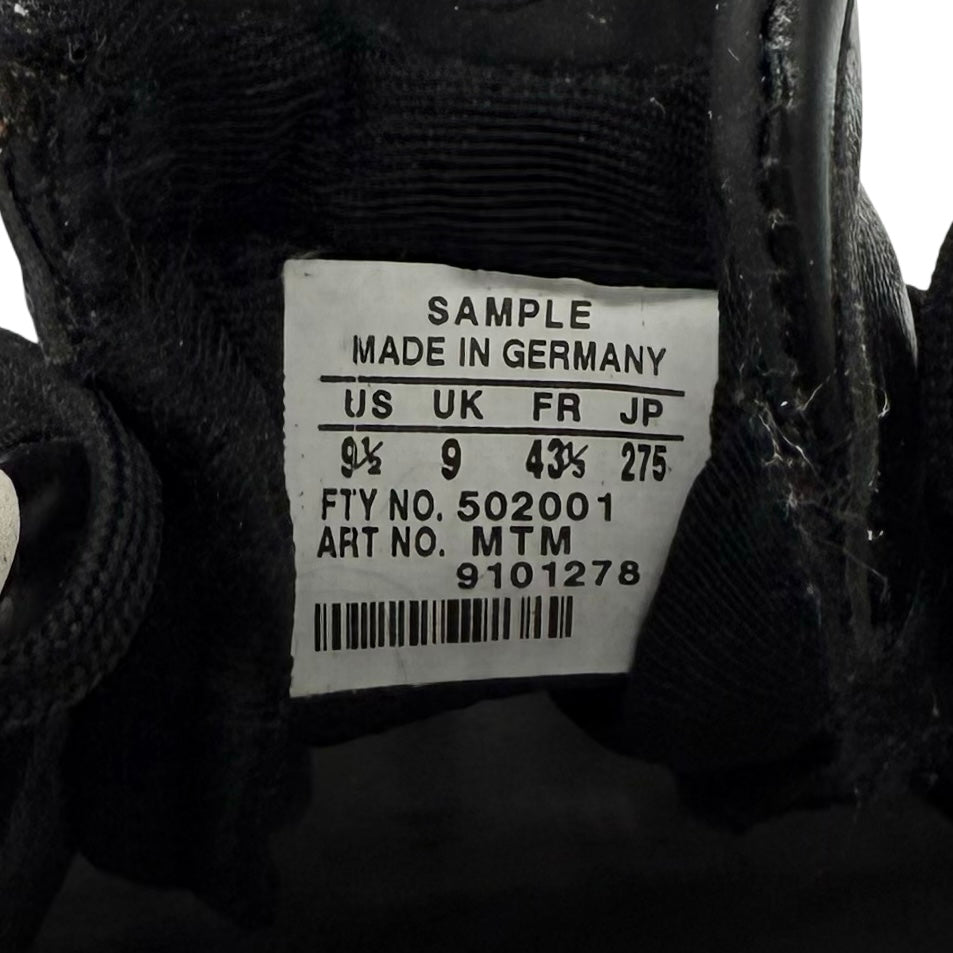 SAMPLE
MADE IN GERMANY
US UK FR JP
9½ 9 43⅓ 275
FTY NO. 502001
ART NO. MTM
9101278